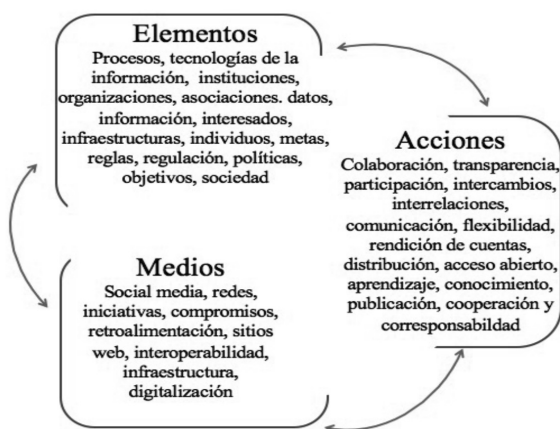 Elementos
Procesos, tecnologías de la
información, instituciones,
organizaciones, asociaciones. datos,
información, interesados,
infraestructuras, individuos, metas,
reglas, regulación, políticas,
objetivos, sociedad
Acciones
Colaboración, transparencia,
participación, intercambios,
interrelaciones,
comunicación, flexibilidad,
rendición de cuentas,
distribución, acceso abierto,
aprendizaje, conocimiento,
publicación, cooperación y
corresponsabildad
Medios
Social media, redes,
iniciativas, compromisos,
retroalimentación, sitios
web, interoperabilidad,
infraestructura,
digitalización